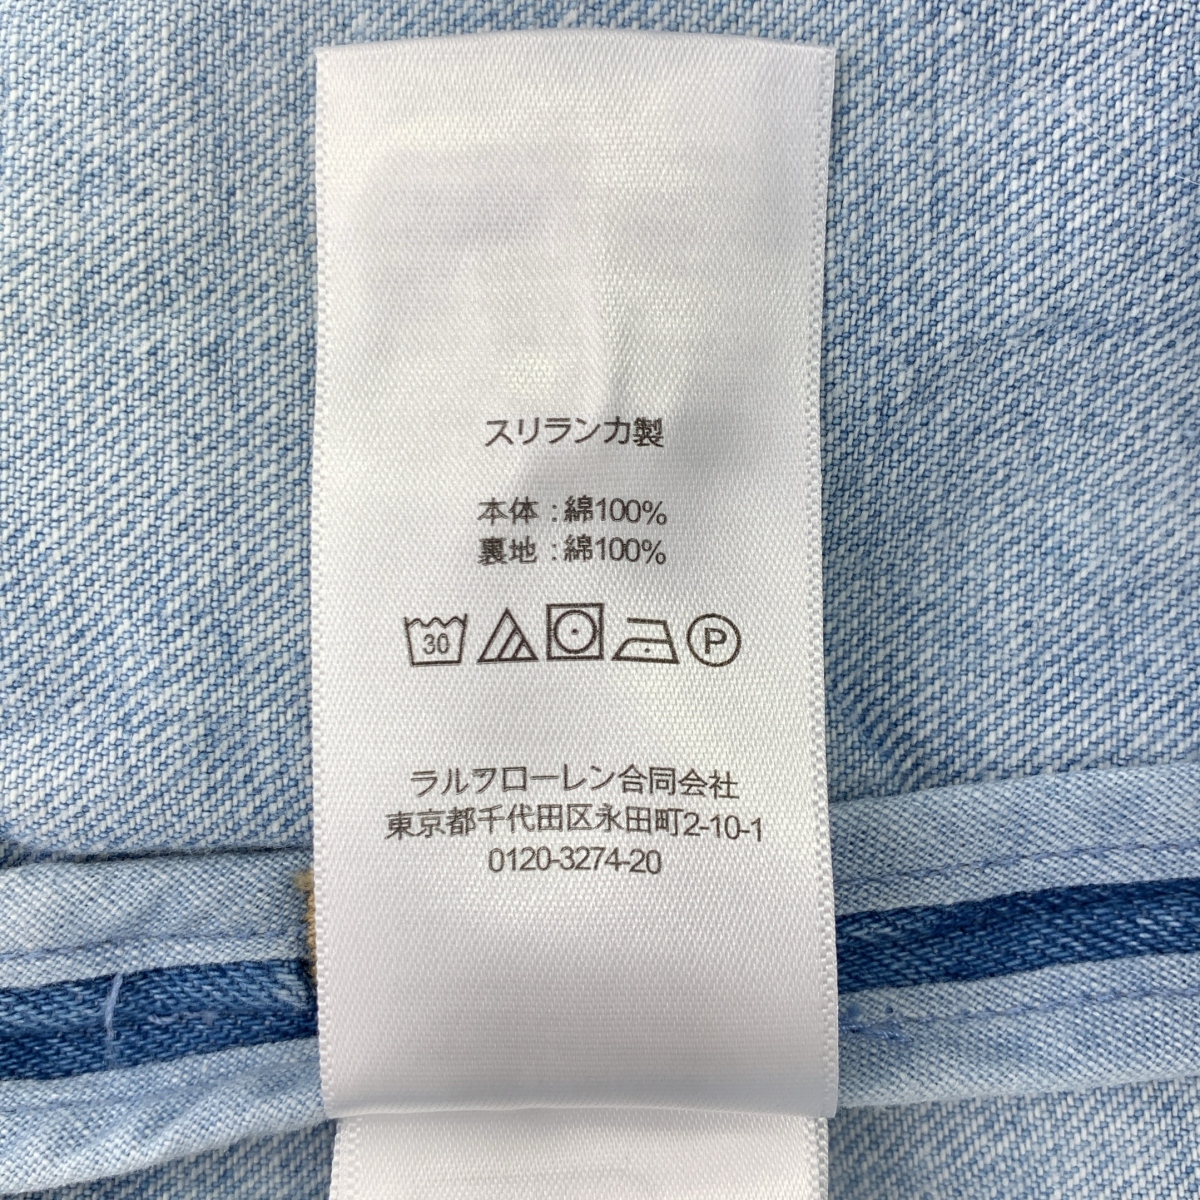 スリランカ製
本体 : 綿100%
裏地 : 綿100%
30 P
ラルフローレン合同会社
東京都千代田区永田町2-10-1
0120-3274-20